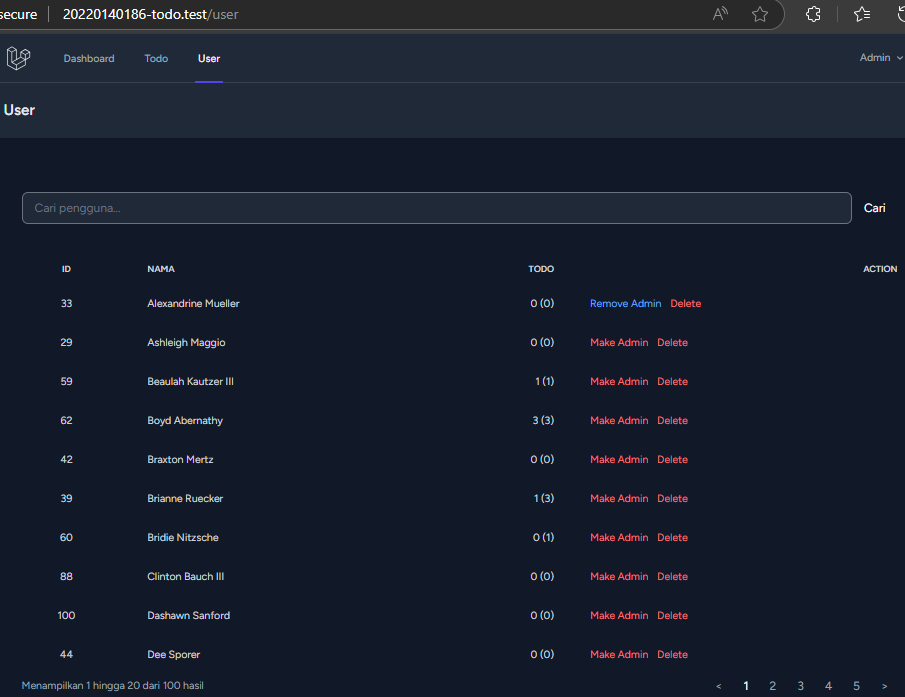 secure 20220140186-todo.test/user
Dashboard Todo User Admin
User
Cari pengguna... Cari
ID NAMA TODO ACTION
33 Alexandrine Mueller 0 (0) Remove Admin Delete
29 Ashleigh Maggio 0 (0) Make Admin Delete
59 Beaulah Kautzer III 1 (1) Make Admin Delete
62 Boyd Abernathy 3 (3) Make Admin Delete
42 Braxton Mertz 0 (0) Make Admin Delete
39 Brianne Ruecker 1 (3) Make Admin Delete
60 Bridie Nitzsche 0 (1) Make Admin Delete
88 Clinton Bauch III 0 (0) Make Admin Delete
100 Dashawn Sanford 0 (0) Make Admin Delete
44 Dee Sporer 0 (0) Make Admin Delete
Menampilkan 1 hingga 20 dari 100 hasil < 1 2 3 4 5 >